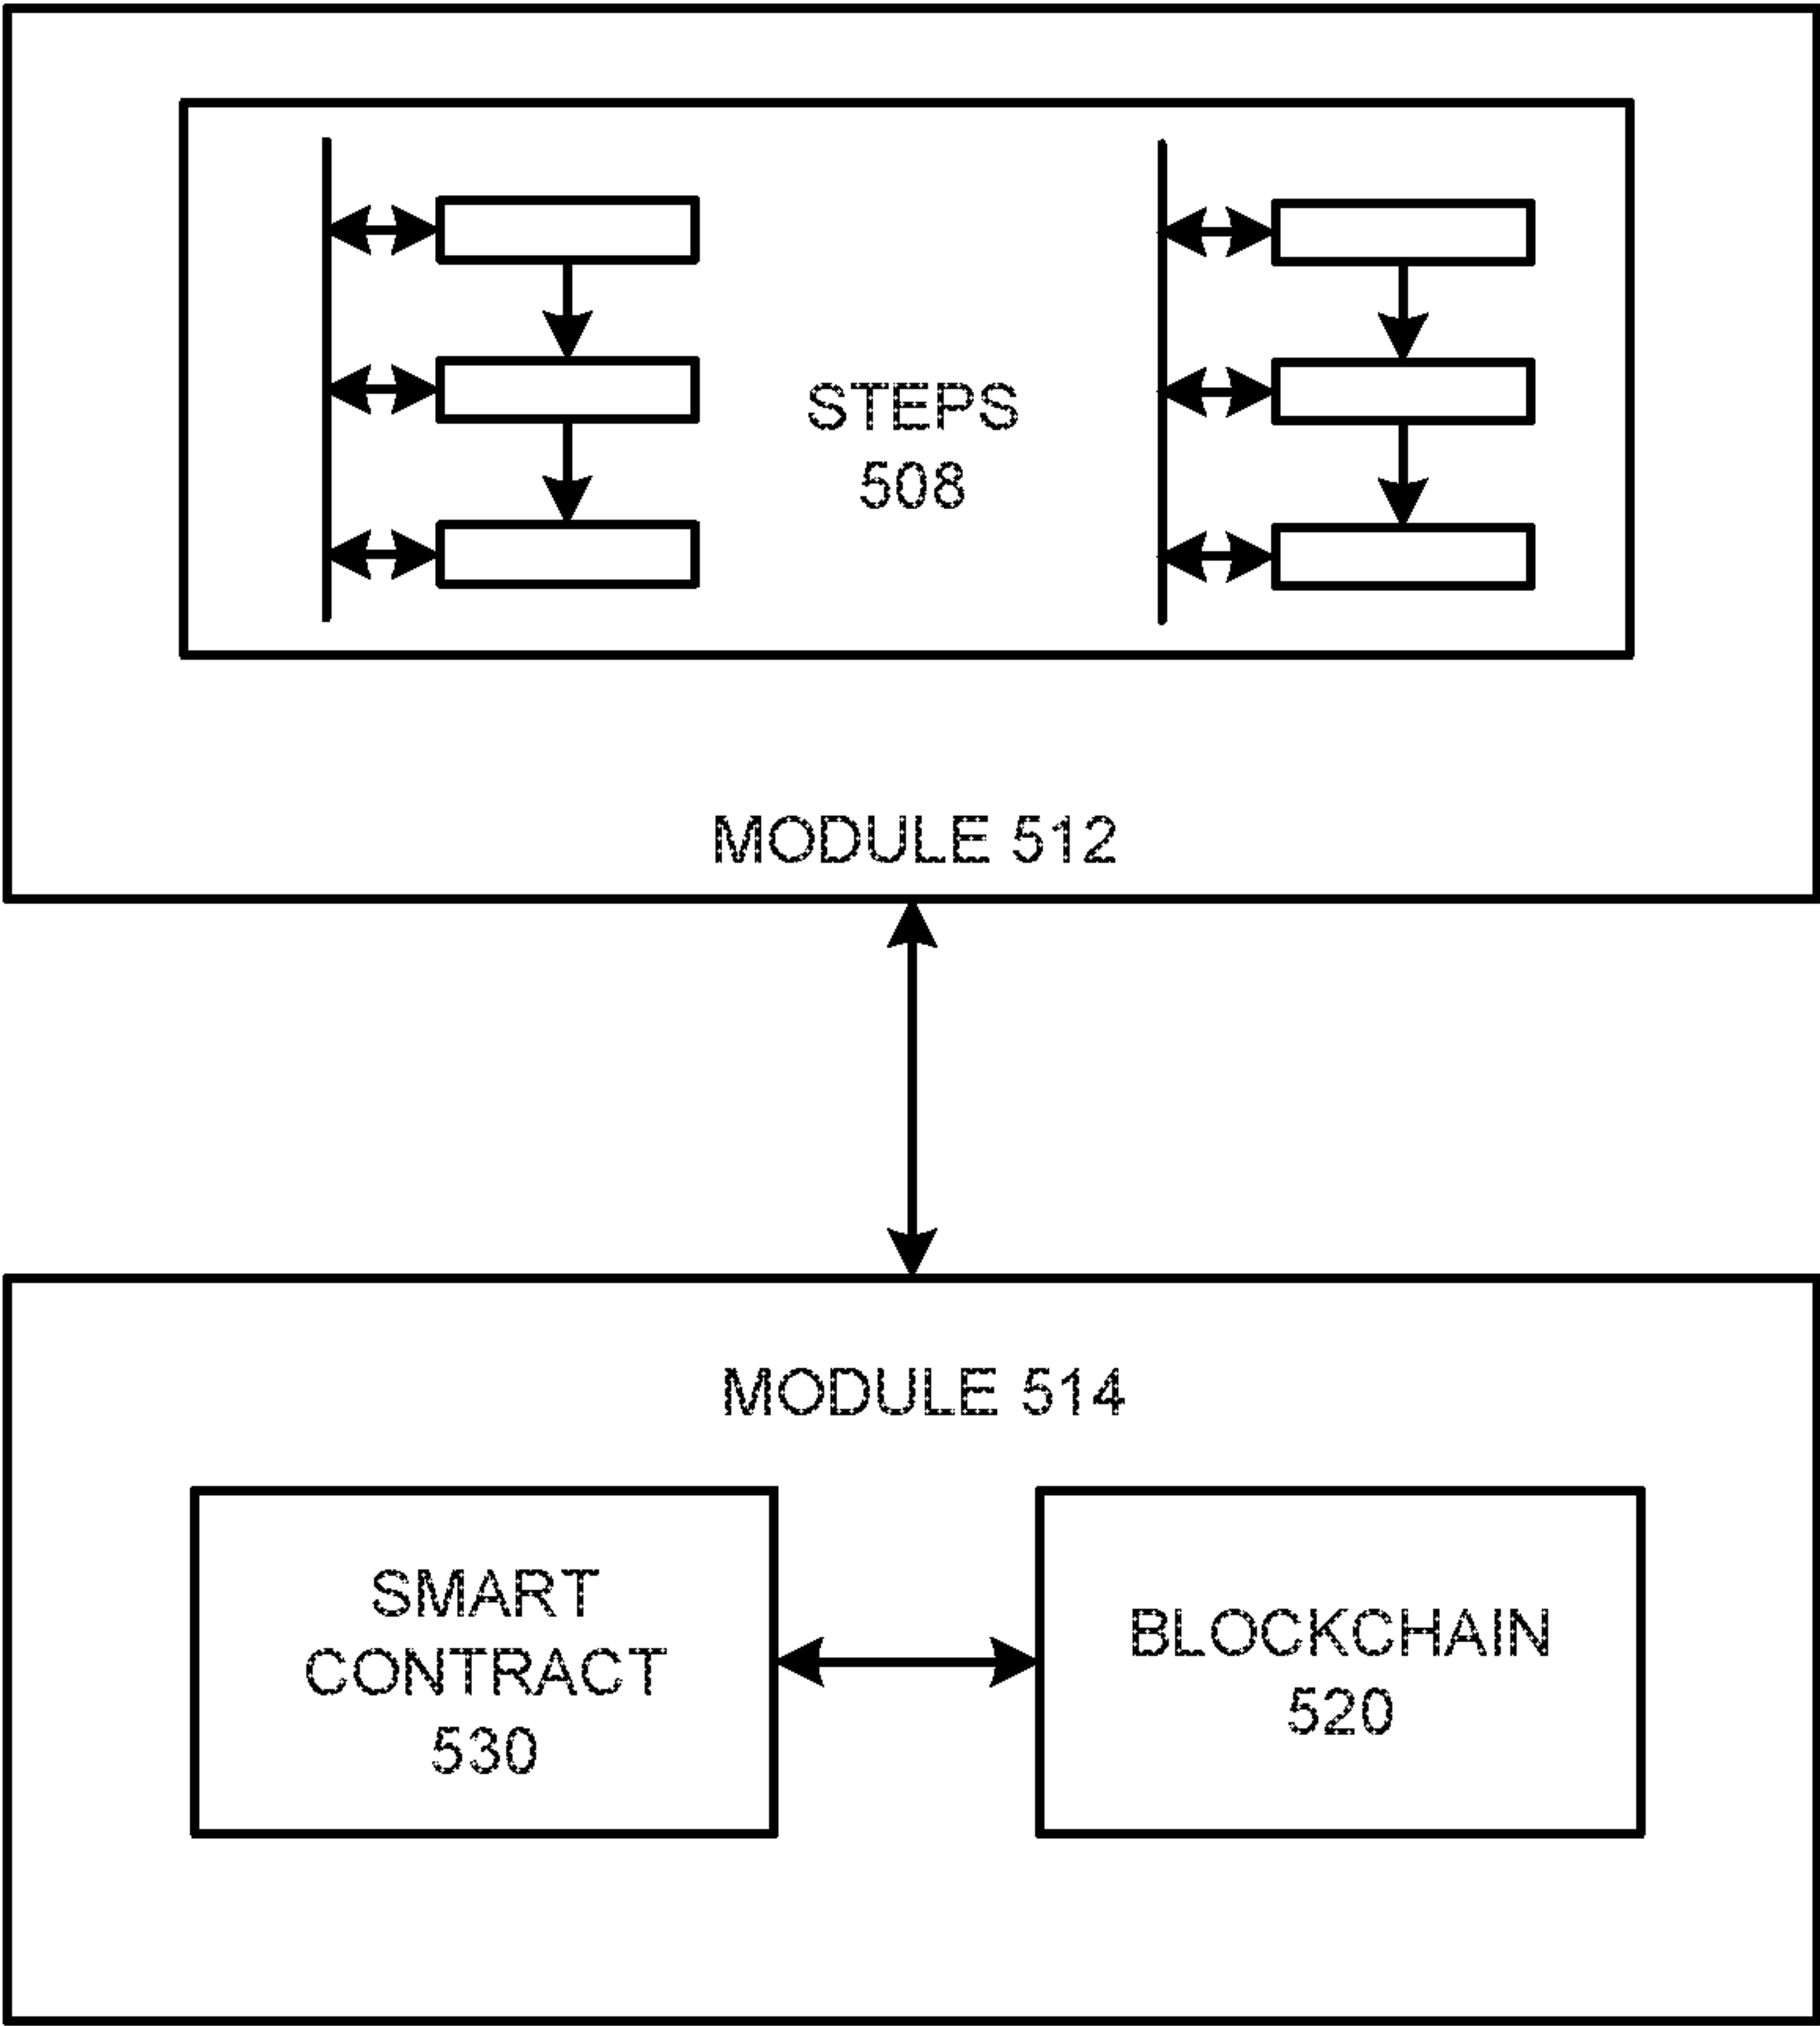 STEPS
508
MODULE 512
MODULE 514
SMART
CONTRACT
530
BLOCKCHAIN
520